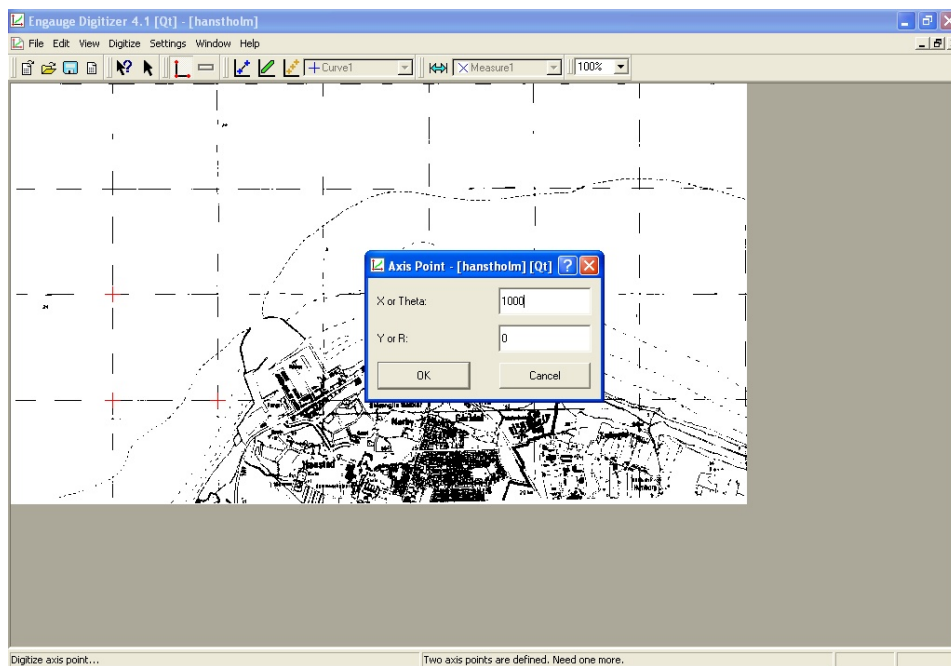 Engauge Digitizer 4.1 [Qt] - [hanstholm]
File Edit View Digitize Settings Window Help
Curve1 Measure1 100%
Axis Point - [hanstholm] [Qt]
X or Theta: 1000
Y or R: 0
OK Cancel
Nørby
Digitize axis point... Two axis points are defined. Need one more.